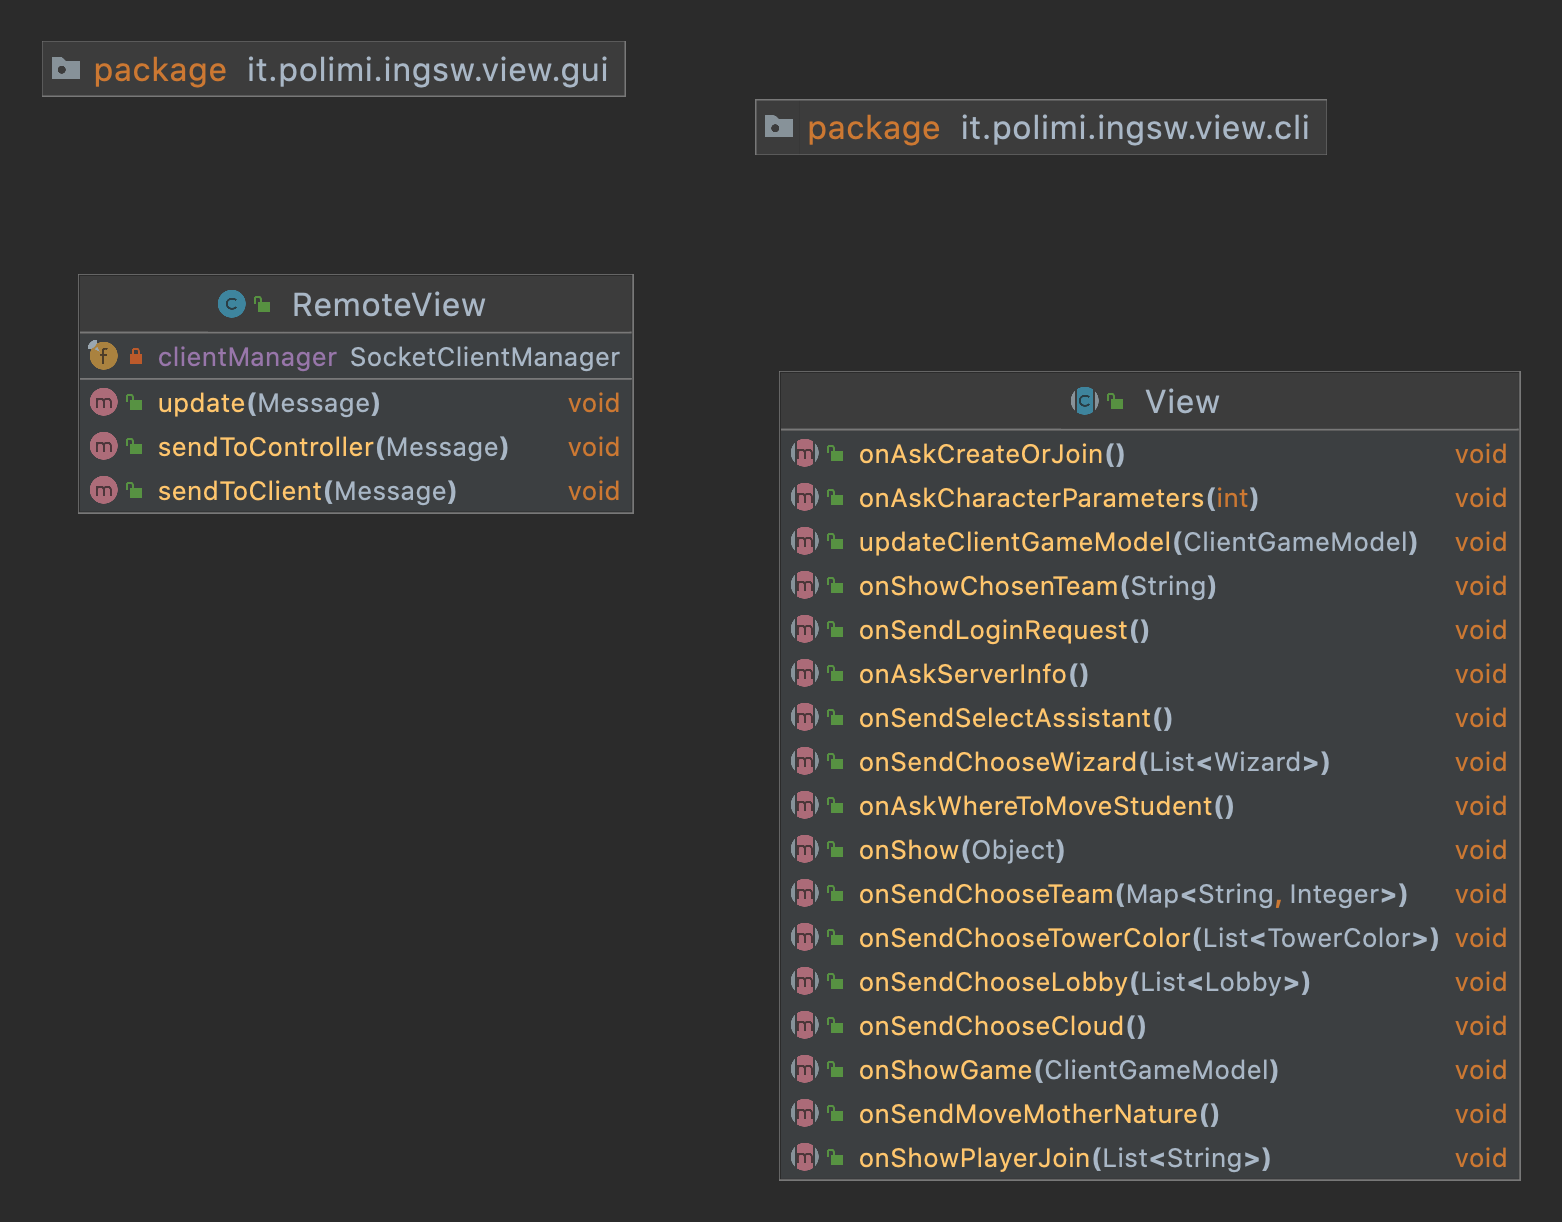 package it.polimi.ingsw.view.gui
package it.polimi.ingsw.view.cli
RemoteView
clientManager SocketClientManager
update(Message) void
sendToController(Message) void
sendToClient(Message) void
View
onAskCreateOrJoin() void
onAskCharacterParameters(int) void
updateClientGameModel(ClientGameModel) void
onShowChosenTeam(String) void
onSendLoginRequest() void
onAskServerInfo() void
onSendSelectAssistant() void
onSendChooseWizard(List<Wizard>) void
onAskWhereToMoveStudent() void
onShow(Object) void
onSendChooseTeam(Map<String, Integer>) void
onSendChooseTowerColor(List<TowerColor>) void
onSendChooseLobby(List<Lobby>) void
onSendChooseCloud() void
onShowGame(ClientGameModel) void
onSendMoveMotherNature() void
onShowPlayerJoin(List<String>) void